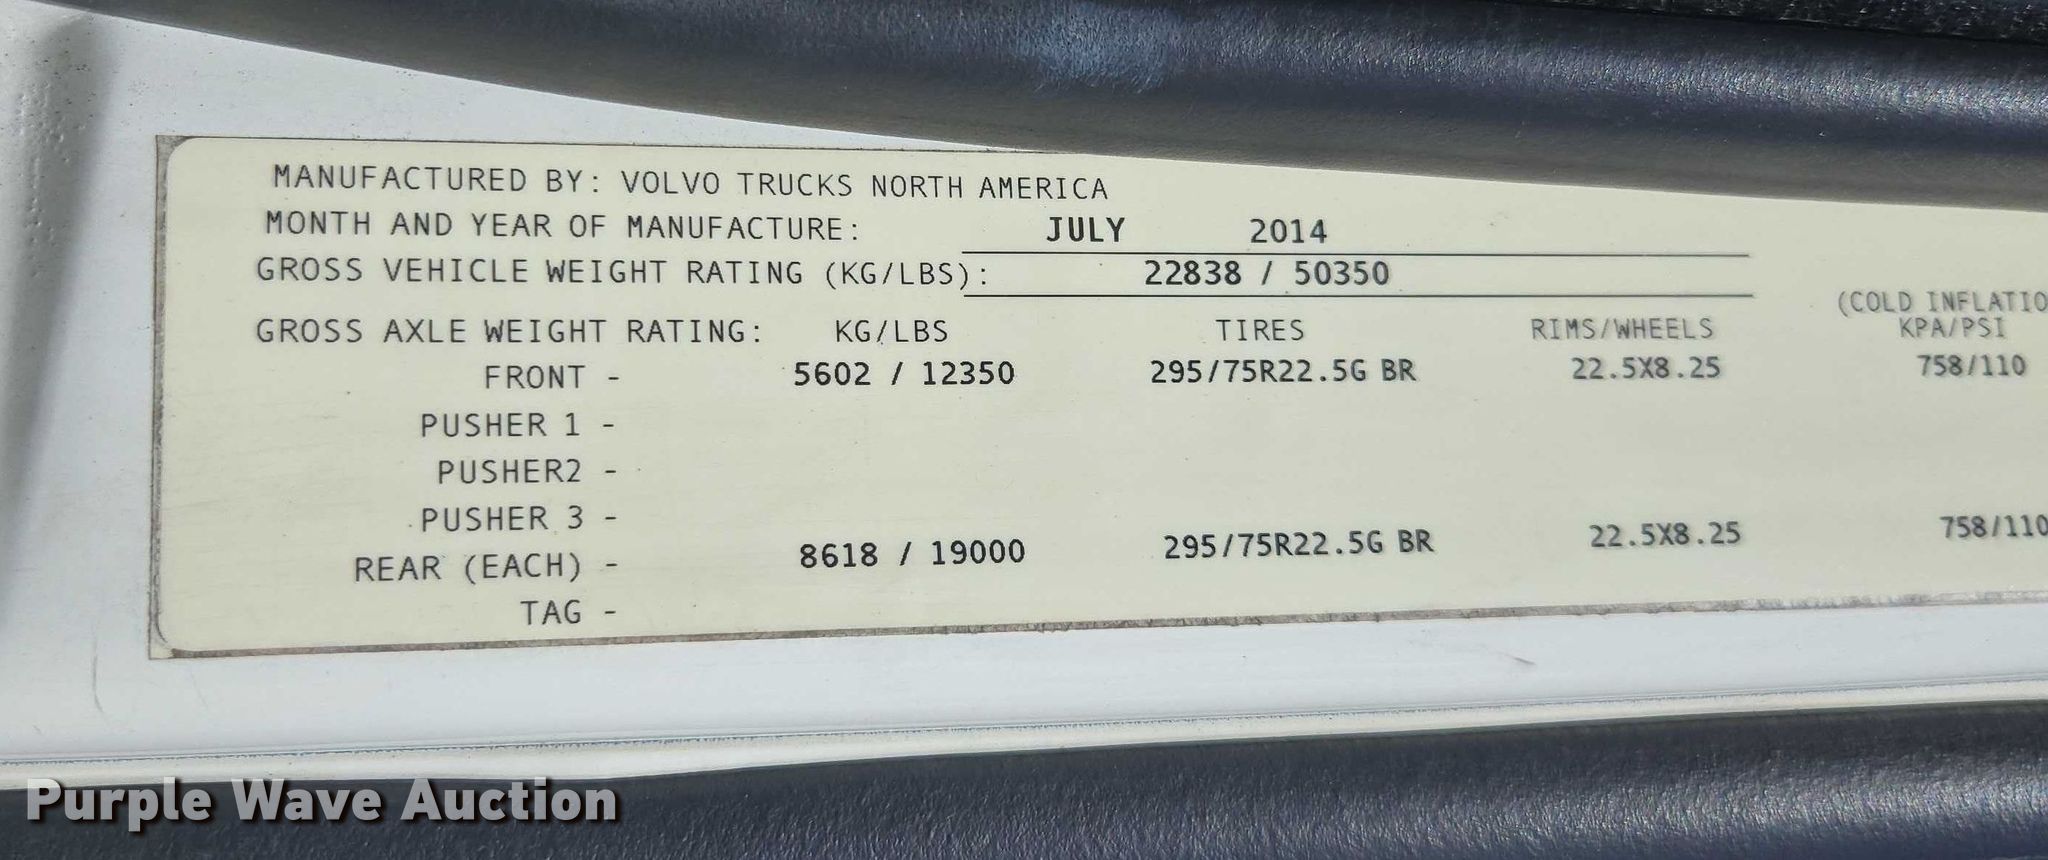 MANUFACTURED BY: VOLVO TRUCKS NORTH AMERICA
MONTH AND YEAR OF MANUFACTURE: JULY 2014
GROSS VEHICLE WEIGHT RATING (KG/LBS): 22838 / 50350
(COLD INFLATIO
GROSS AXLE WEIGHT RATING: KG/LBS TIRES RIMS/WHEELS KPA/PSI
FRONT - 5602 / 12350 295/75R22.5G BR 22.5X8.25 758/110
PUSHER 1 -
PUSHER2 -
PUSHER 3 -
REAR (EACH) - 8618 / 19000 295/75R22.5G BR 22.5X8.25 758/110
TAG -
Purple Wave Auction